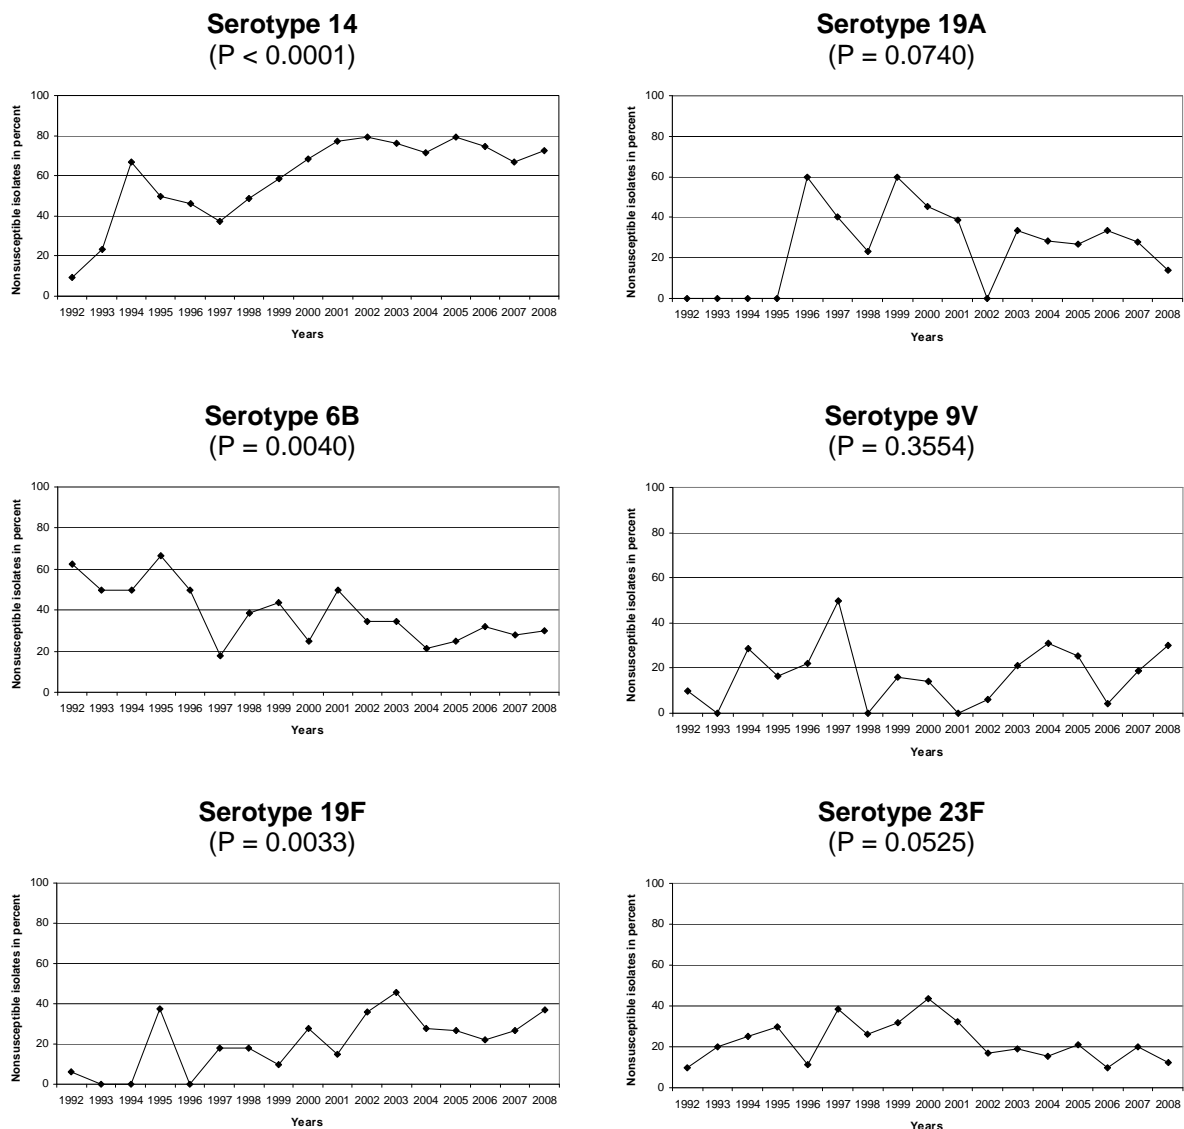 Serotype 14
(P < 0.0001)
Nonsusceptible isolates in percent
100
80
60
40
20
0
1992 1993 1994 1995 1996 1997 1998 1999 2000 2001 2002 2003 2004 2005 2006 2007 2008
Years
Serotype 19A
(P = 0.0740)
Nonsusceptible isolates in percent
100
80
60
40
20
0
1992 1993 1994 1995 1996 1997 1998 1999 2000 2001 2002 2003 2004 2005 2006 2007 2008
Years
Serotype 6B
(P = 0.0040)
Nonsusceptible isolates in percent
100
80
60
40
20
0
1992 1993 1994 1995 1996 1997 1998 1999 2000 2001 2002 2003 2004 2005 2006 2007 2008
Years
Serotype 9V
(P = 0.3554)
Nonsusceptible isolates in percent
100
80
60
40
20
0
1992 1993 1994 1995 1996 1997 1998 1999 2000 2001 2002 2003 2004 2005 2006 2007 2008
Years
Serotype 19F
(P = 0.0033)
Nonsusceptible isolates in percent
100
80
60
40
20
0
1992 1993 1994 1995 1996 1997 1998 1999 2000 2001 2002 2003 2004 2005 2006 2007 2008
Years
Serotype 23F
(P = 0.0525)
Nonsusceptible isolates in percent
100
80
60
40
20
0
1992 1993 1994 1995 1996 1997 1998 1999 2000 2001 2002 2003 2004 2005 2006 2007 2008
Years